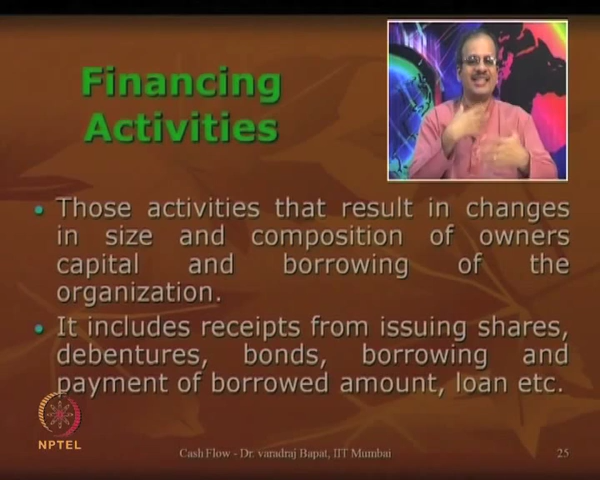 Financing
Activities
• Those activities that result in changes
in size and composition of owners
capital and borrowing of the
organization.
• It includes receipts from issuing shares,
debentures, bonds, borrowing and
payment of borrowed amount, loan etc.
NPTEL
Cash Flow - Dr. varadraj Bapat, IIT Mumbai
25